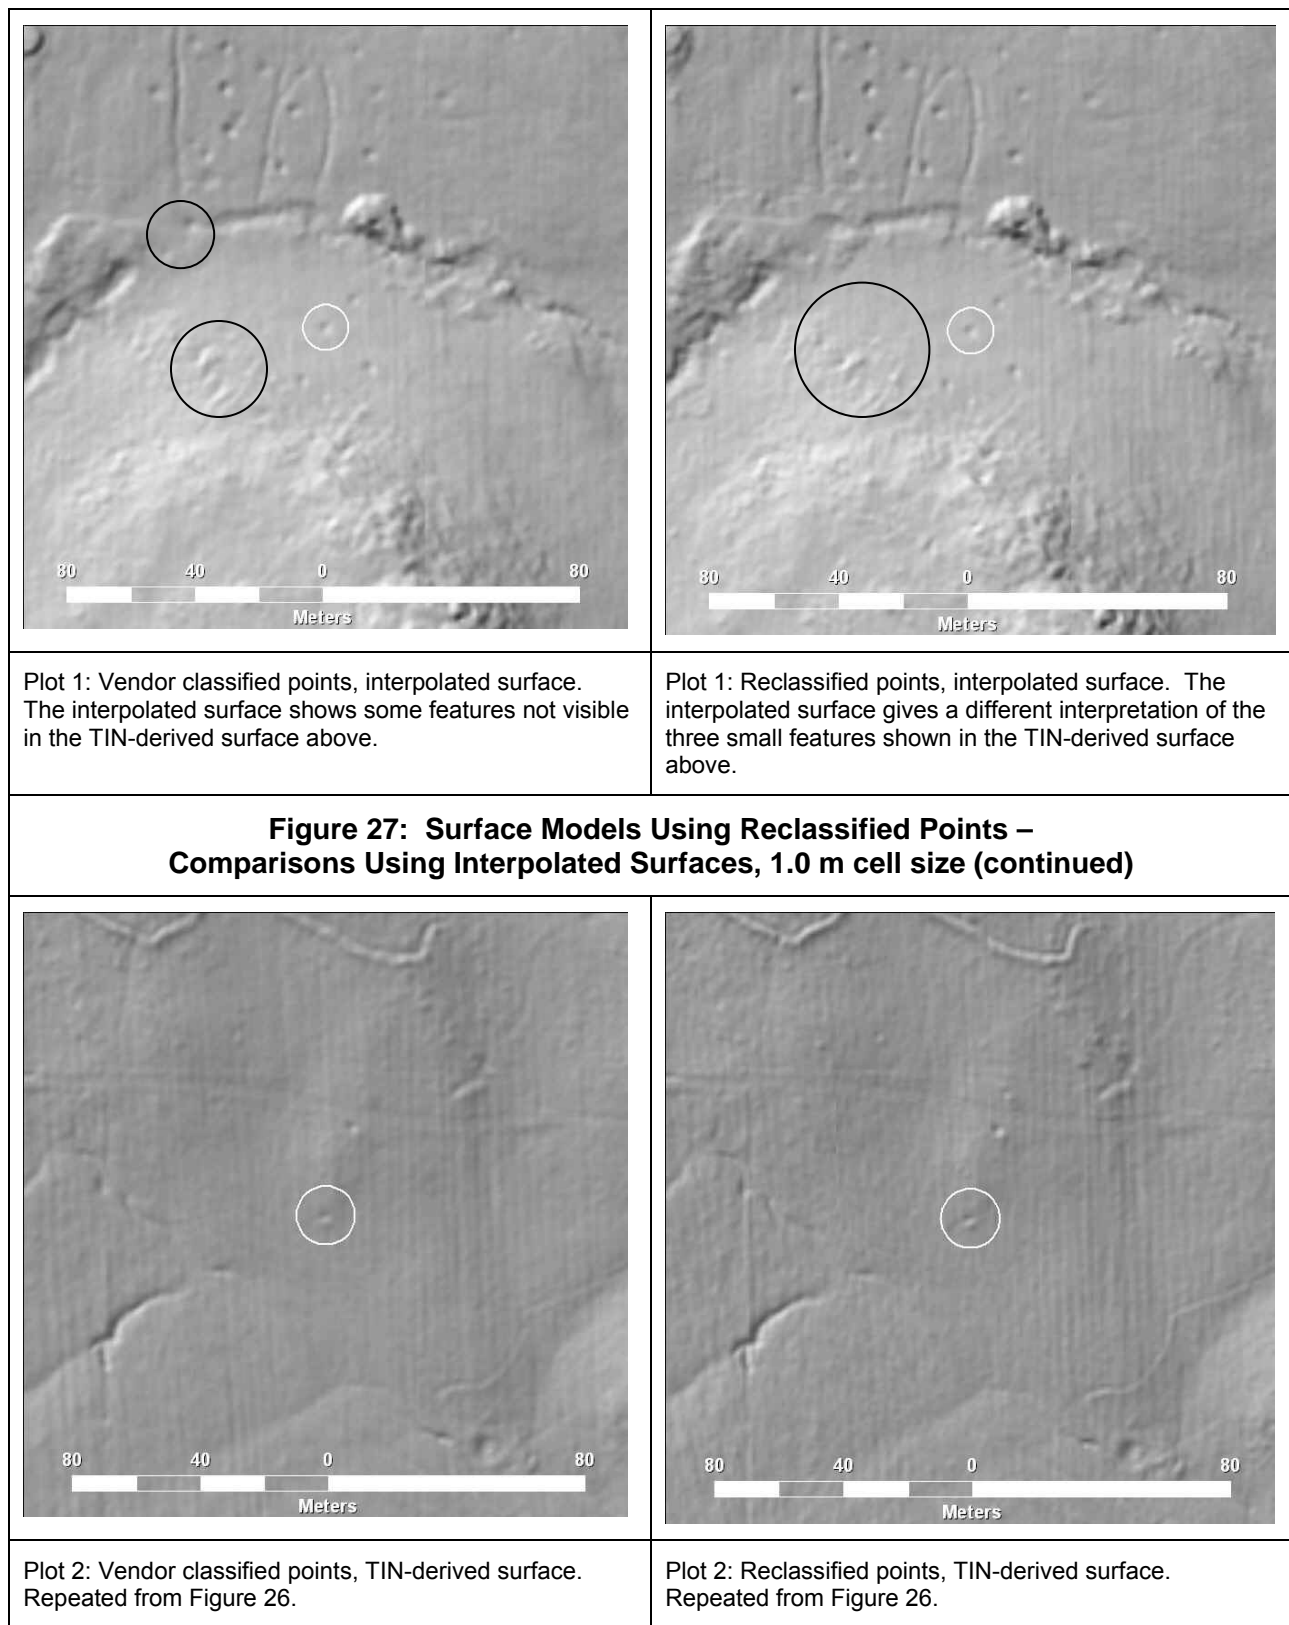 80 40 0 80
Meters
80 40 0 80
Meters
Plot 1: Vendor classified points, interpolated surface.
The interpolated surface shows some features not visible
in the TIN-derived surface above.
Plot 1: Reclassified points, interpolated surface. The
interpolated surface gives a different interpretation of the
three small features shown in the TIN-derived surface
above.
Figure 27: Surface Models Using Reclassified Points –
Comparisons Using Interpolated Surfaces, 1.0 m cell size (continued)
80 40 0 80
Meters
80 40 0 80
Meters
Plot 2: Vendor classified points, TIN-derived surface.
Repeated from Figure 26.
Plot 2: Reclassified points, TIN-derived surface.
Repeated from Figure 26.